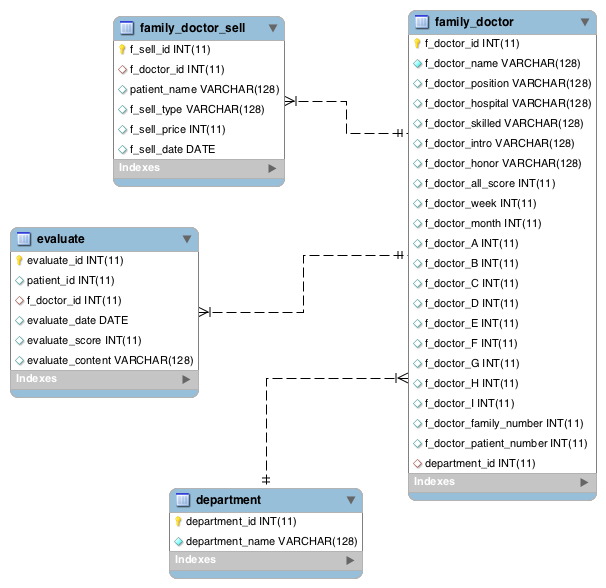 family_doctor_sell
f_sell_id INT(11)
f_doctor_id INT(11)
patient_name VARCHAR(128)
f_sell_type VARCHAR(128)
f_sell_price INT(11)
f_sell_date DATE
Indexes
family_doctor
f_doctor_id INT(11)
f_doctor_name VARCHAR(128)
f_doctor_position VARCHAR(128)
f_doctor_hospital VARCHAR(128)
f_doctor_skilled VARCHAR(128)
f_doctor_intro VARCHAR(128)
f_doctor_honor VARCHAR(128)
f_doctor_all_score INT(11)
f_doctor_week INT(11)
f_doctor_month INT(11)
f_doctor_A INT(11)
f_doctor_B INT(11)
f_doctor_C INT(11)
f_doctor_D INT(11)
f_doctor_E INT(11)
f_doctor_F INT(11)
f_doctor_G INT(11)
f_doctor_H INT(11)
f_doctor_I INT(11)
f_doctor_family_number INT(11)
f_doctor_patient_number INT(11)
department_id INT(11)
Indexes
evaluate
evaluate_id INT(11)
patient_id INT(11)
f_doctor_id INT(11)
evaluate_date DATE
evaluate_score INT(11)
evaluate_content VARCHAR(128)
Indexes
department
department_id INT(11)
department_name VARCHAR(128)
Indexes